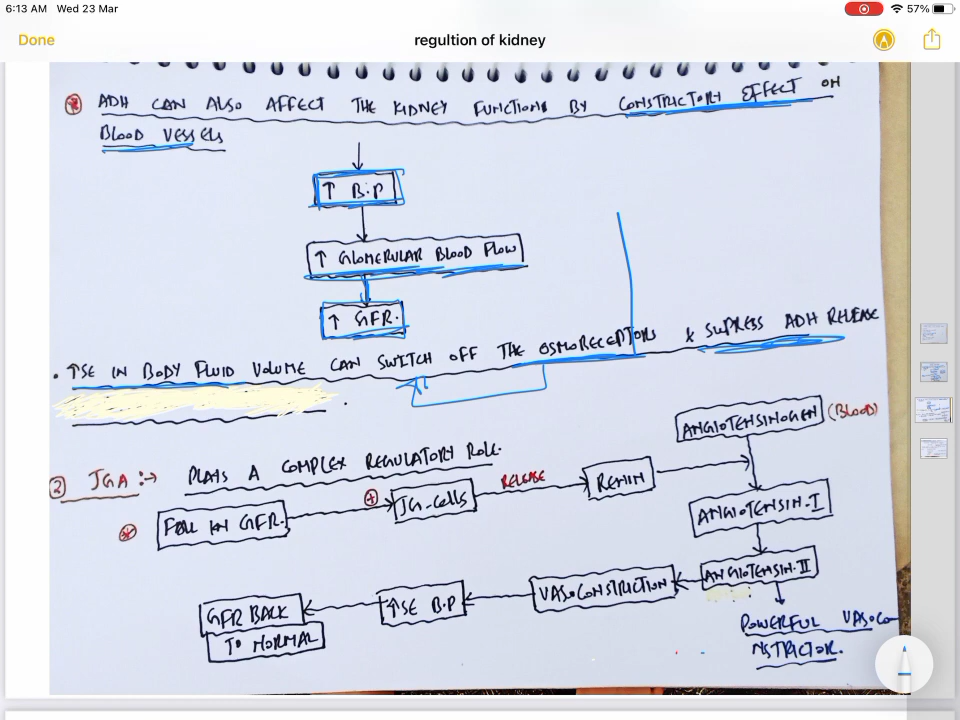 6:13 AM Wed 23 Mar
57%
Done
regultion of kidney
ADH CAN ALSO AFFECT THE KIDNEY FUNCTIONS BY CONSTRICTORY EFFECT ON
BLOOD VESSELS
↑ B.P
↑ GLOMERULAR BLOOD FLOW
↑ GFR.
. ↑SE IN BODY FLUID VOLUME CAN SWITCH OFF THE OSMORECEPTORS & SUPRESS ADH RELEASE
.
ANGIOTENSINOGEN (BLOOD)
② JGA :→ PLAYS A COMPLEX REGULATORY ROLE.
FALL IN GFR. + JG-CELLS RELEASE RENIN
ANGIOTENSIN-I
ANGIOTENSIN-II
VASOCONSTRICTION
↑SE B.P
GFR BACK
TO NORMAL
POWERFUL VASOCO
NSTRICTOR.